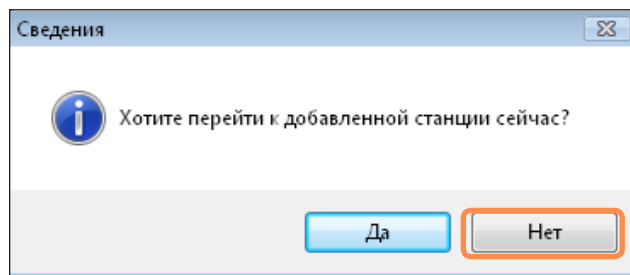 Сведения
Хотите перейти к добавленной станции сейчас?
Да
Нет